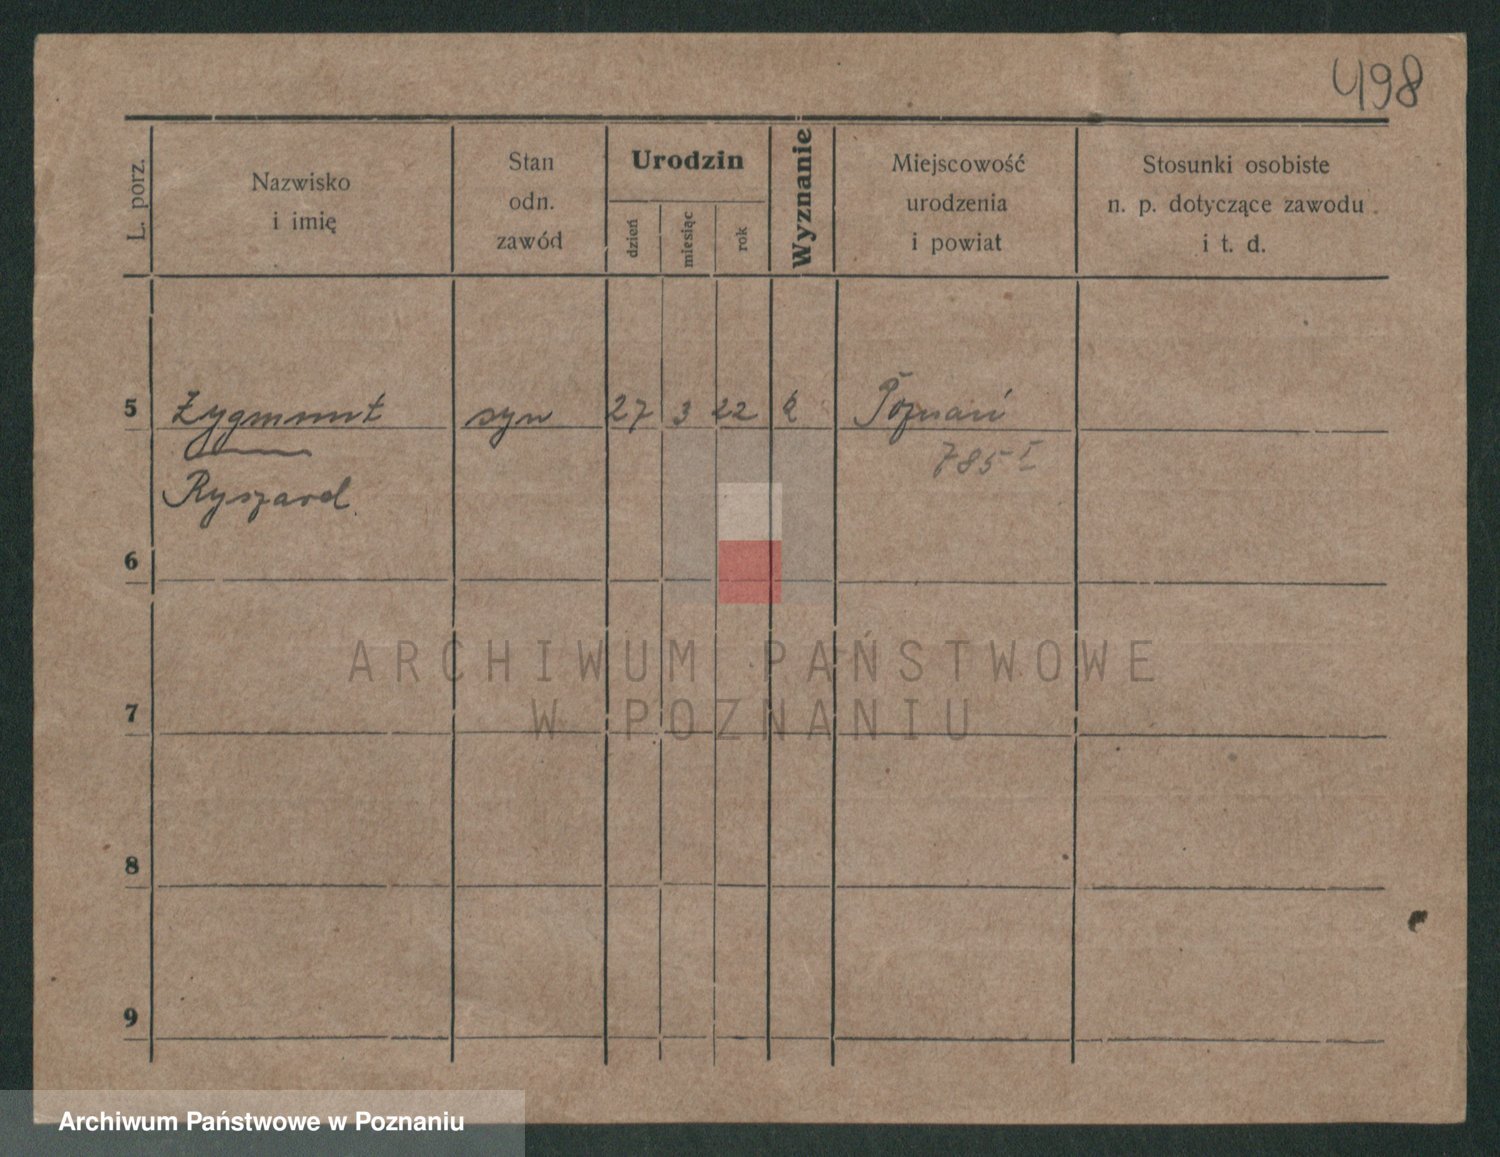 498
L. porz.
Nazwisko
i imię
Stan
odn.
zawód
Urodzin
dzień
miesiąc
rok
Wyznanie
Miejscowość
urodzenia
i powiat
Stosunki osobiste
n. p. dotyczące zawodu
i t. d.
5 Zygmunt syn 27 3 22 k Poznań
785 I
Ryszard
6
7
8
9
ARCHIWUM PAŃSTWOWE
W POZNANIU
Archiwum Państwowe w Poznaniu